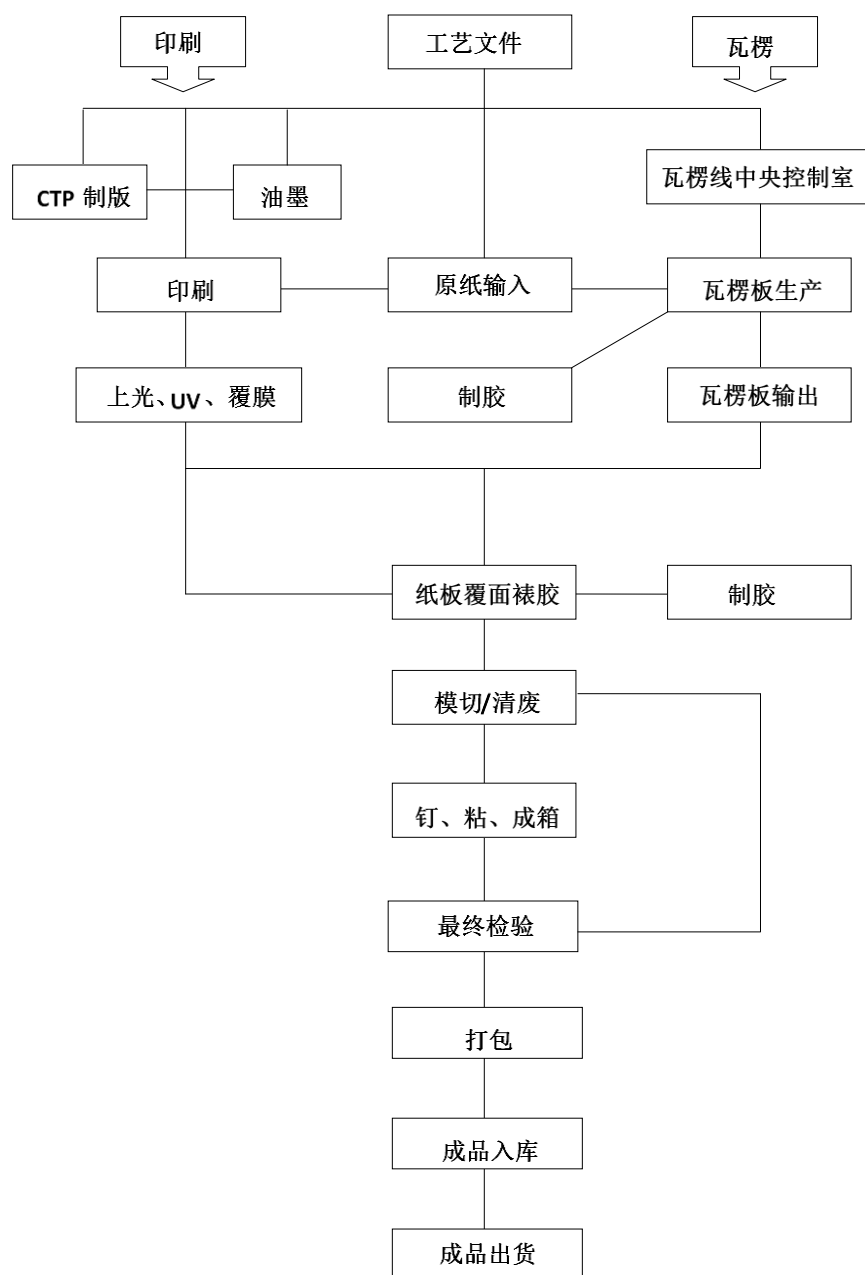 印刷
工艺文件
瓦楞
CTP 制版
油墨
瓦楞线中央控制室
印刷
原纸输入
瓦楞板生产
上光、UV、覆膜
制胶
瓦楞板输出
纸板覆面裱胶
制胶
模切/清废
钉、粘、成箱
最终检验
打包
成品入库
成品出货